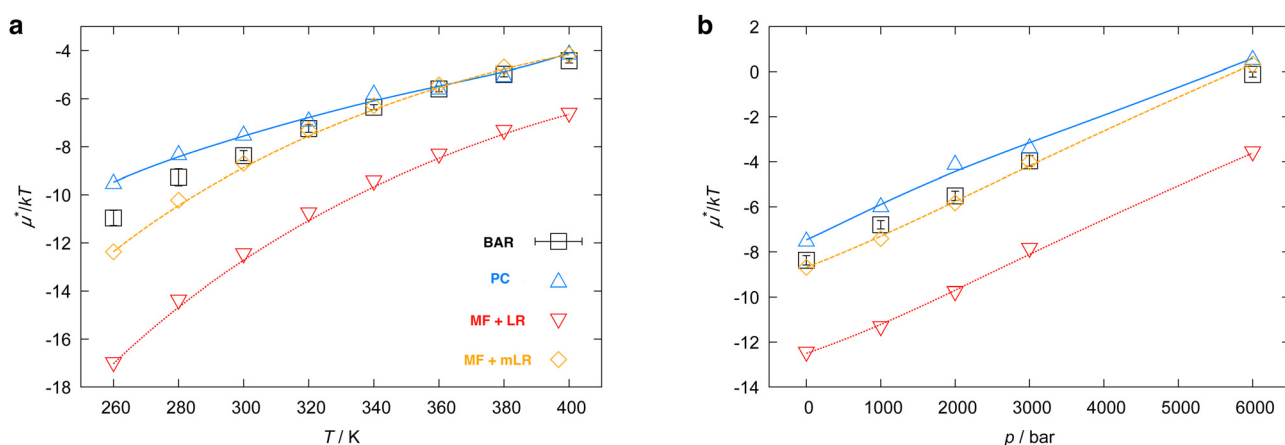 a
-4
-6
-8
-10
-12
-14
-16
-18
μ*/kT
260 280 300 320 340 360 380 400
T / K
BAR
PC
MF + LR
MF + mLR
b
2
0
-2
-4
-6
-8
-10
-12
-14
μ*/kT
0 1000 2000 3000 4000 5000 6000
p / bar